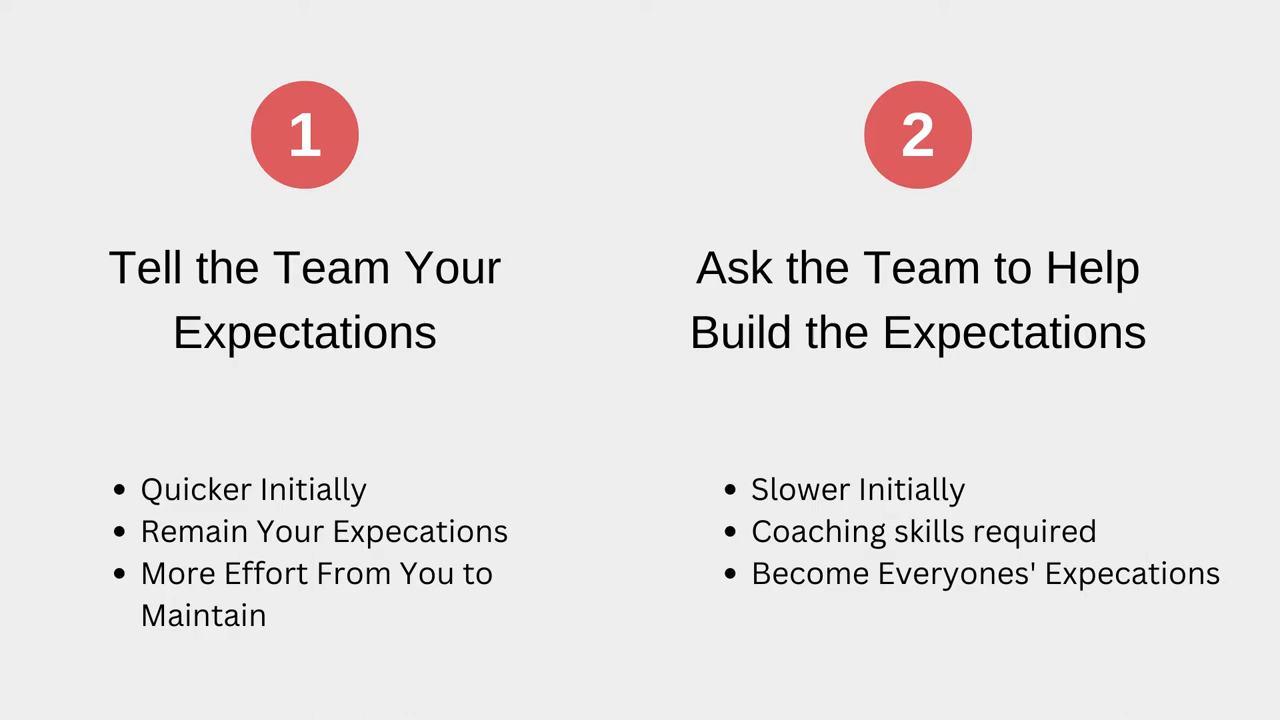 1
Tell the Team Your
Expectations
• Quicker Initially
• Remain Your Expecations
• More Effort From You to
Maintain
2
Ask the Team to Help
Build the Expectations
• Slower Initially
• Coaching skills required
• Become Everyones' Expecations